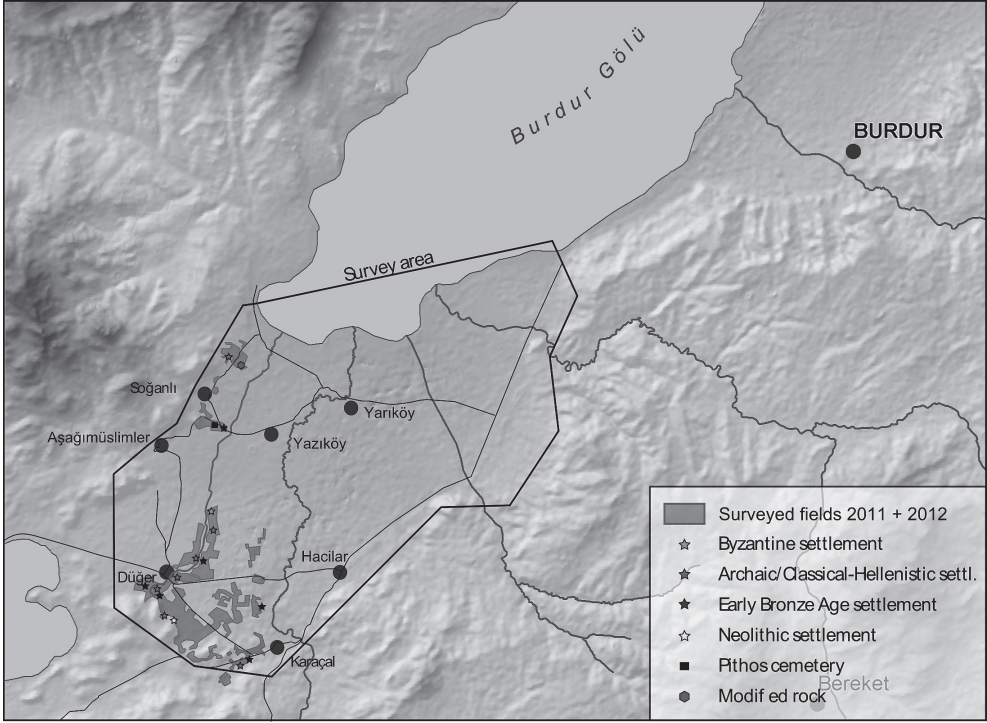 Burdur Gölü
BURDUR
Survey area
Soğanlı
Yarıköy
Aşağımüslimler
Yazıköy
Hacilar
Düğer
Karaçal
Surveyed fields 2011 + 2012
Byzantine settlement
Archaic/Classical-Hellenistic settl.
Early Bronze Age settlement
Neolithic settlement
Pithos cemetery
Modif ed rock
Bereket